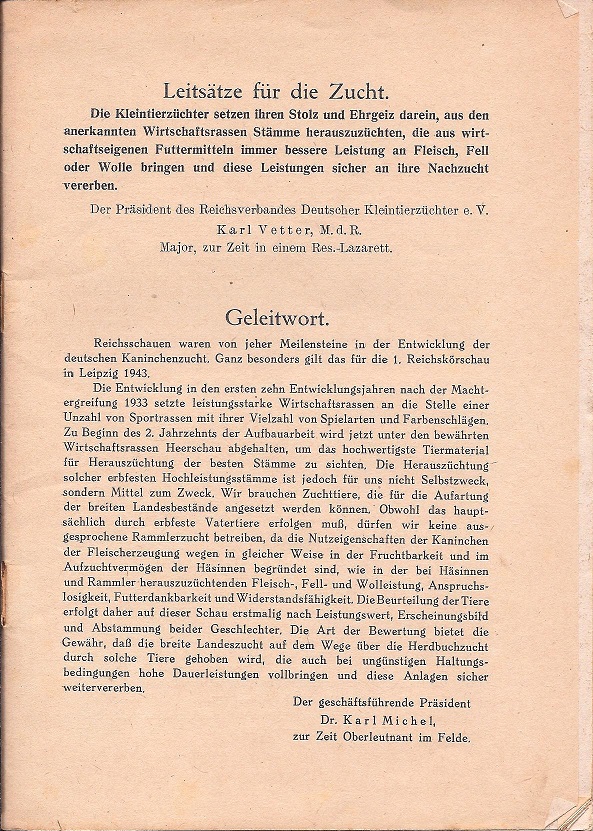 Leitsätze für die Zucht.
Die Kleintierzüchter setzen ihren Stolz und Ehrgeiz darein, aus den
anerkannten Wirtschaftsrassen Stämme herauszuzüchten, die aus wirt-
schaftseigenen Futtermitteln immer bessere Leistung an Fleisch, Fell
oder Wolle bringen und diese Leistungen sicher an ihre Nachzucht
vererben.
Der Präsident des Reichsverbandes Deutscher Kleintierzüchter e. V.
Karl Vetter, M. d. R.
Major, zur Zeit in einem Res.-Lazarett.
Geleitwort.
Reichsschauen waren von jeher Meilensteine in der Entwicklung der
deutschen Kaninchenzucht. Ganz besonders gilt das für die 1. Reichskörschau
in Leipzig 1943.
Die Entwicklung in den ersten zehn Entwicklungsjahren nach der Macht-
ergreifung 1933 setzte leistungsstarke Wirtschaftsrassen an die Stelle einer
Unzahl von Sportrassen mit ihrer Vielzahl von Spielarten und Farbenschlägen.
Zu Beginn des 2. Jahrzehnts der Aufbauarbeit wird jetzt unter den bewährten
Wirtschaftsrassen Heerschau abgehalten, um das hochwertigste Tiermaterial
für Herauszüchtung der besten Stämme zu sichten. Die Herauszüchtung
solcher erbfesten Hochleistungsstämme ist jedoch für uns nicht Selbstzweck,
sondern Mittel zum Zweck. Wir brauchen Zuchttiere, die für die Aufartung
der breiten Landesbestände angesetzt werden können. Obwohl das haupt-
sächlich durch erbfeste Vatertiere erfolgen muß, dürfen wir keine aus-
gesprochene Rammlerzucht betreiben, da die Nutzeigenschaften der Kaninchen
der Fleischerzeugung wegen in gleicher Weise in der Fruchtbarkeit und im
Aufzuchtvermögen der Häsinnen begründet sind, wie in der bei Häsinnen
und Rammler herauszuzüchtenden Fleisch-, Fell- und Wolleistung, Anspruchs-
losigkeit, Futterdankbarkeit und Widerstandsfähigkeit. Die Beurteilung der Tiere
erfolgt daher auf dieser Schau erstmalig nach Leistungswert, Erscheinungsbild
und Abstammung beider Geschlechter. Die Art der Bewertung bietet die
Gewähr, daß die breite Landeszucht auf dem Wege über die Herdbuchzucht
durch solche Tiere gehoben wird, die auch bei ungünstigen Haltungs-
bedingungen hohe Dauerleistungen vollbringen und diese Anlagen sicher
weitervererben.
Der geschäftsführende Präsident
Dr. Karl Michel,
zur Zeit Oberleutnant im Felde.